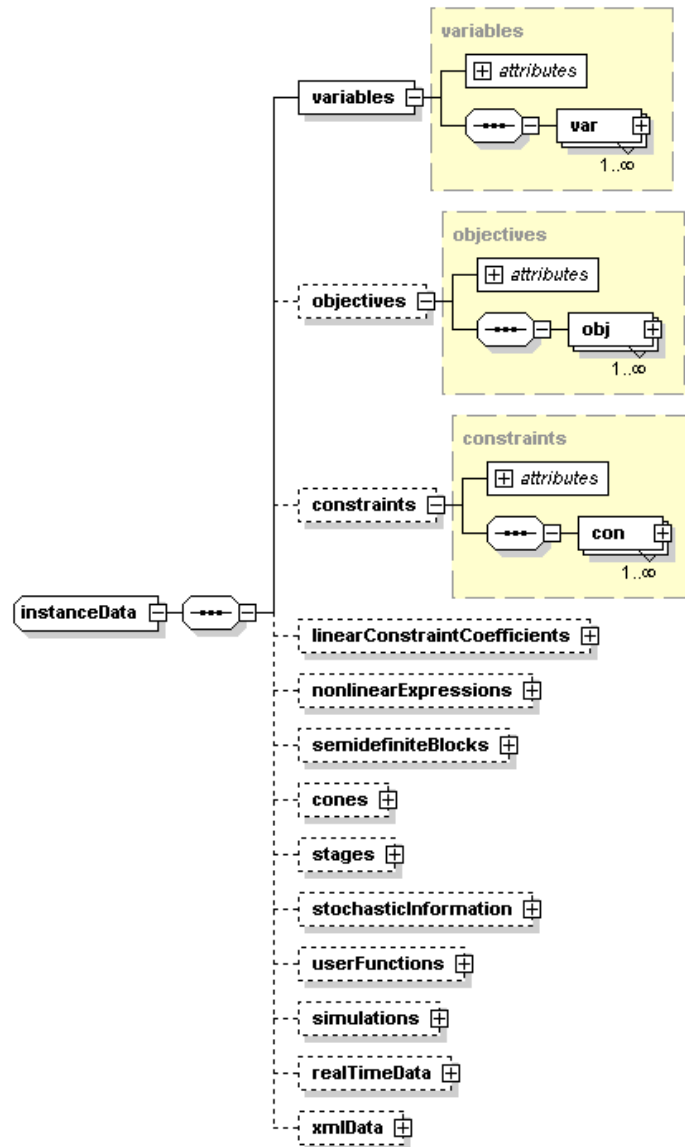 variables
attributes
variables
var
1..∞
objectives
attributes
objectives
obj
1..∞
constraints
attributes
constraints
con
1..∞
instanceData
linearConstraintCoefficients
nonlinearExpressions
semidefiniteBlocks
cones
stages
stochasticInformation
userFunctions
simulations
realTimeData
xmlData